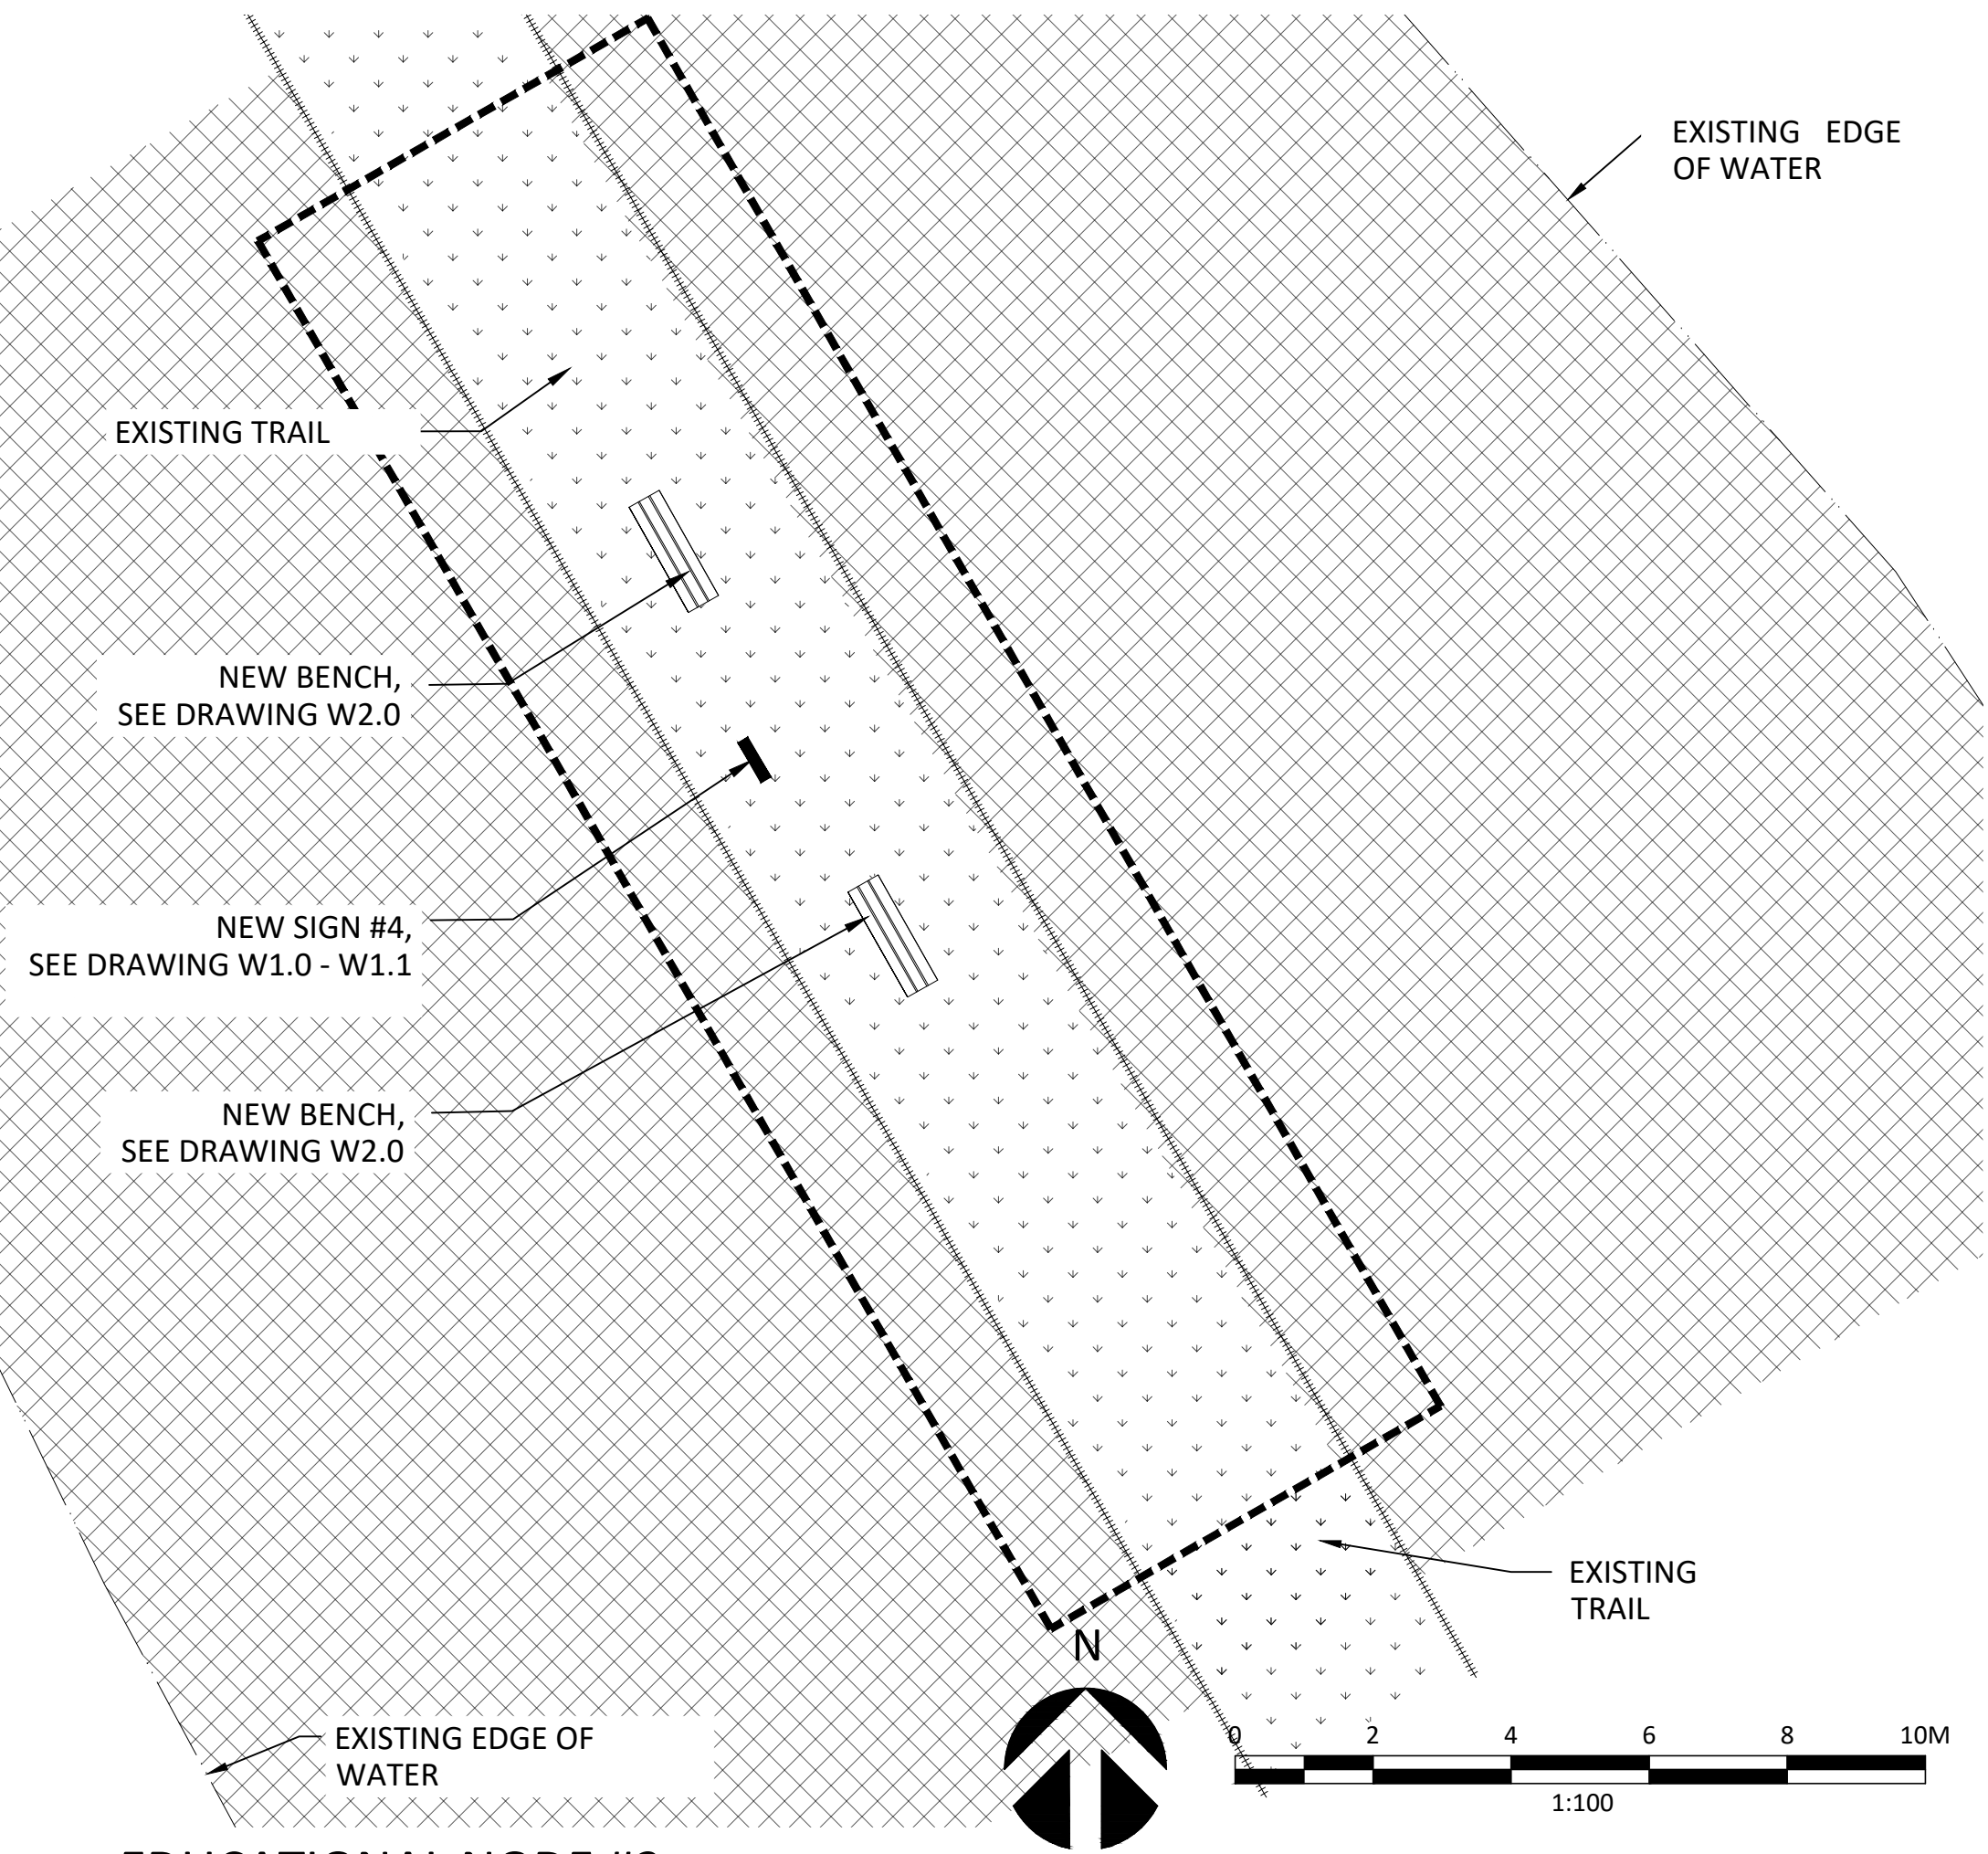 EXISTING EDGE
OF WATER
EXISTING TRAIL
NEW BENCH,
SEE DRAWING W2.0
NEW SIGN #4,
SEE DRAWING W1.0 - W1.1
NEW BENCH,
SEE DRAWING W2.0
EXISTING
TRAIL
N
EXISTING EDGE OF
WATER
0 2 4 6 8 10M
1:100